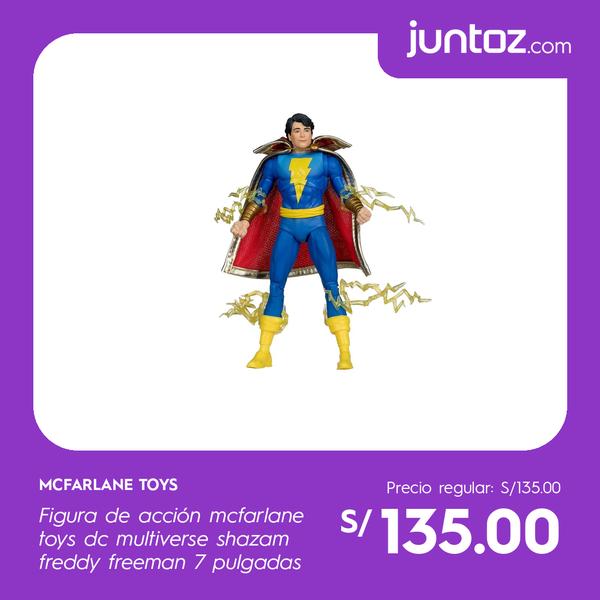 juntoz.com
MCFARLANE TOYS
Figura de acción mcfarlane
toys dc multiverse shazam
freddy freeman 7 pulgadas
Precio regular: S/135.00
S/135.00